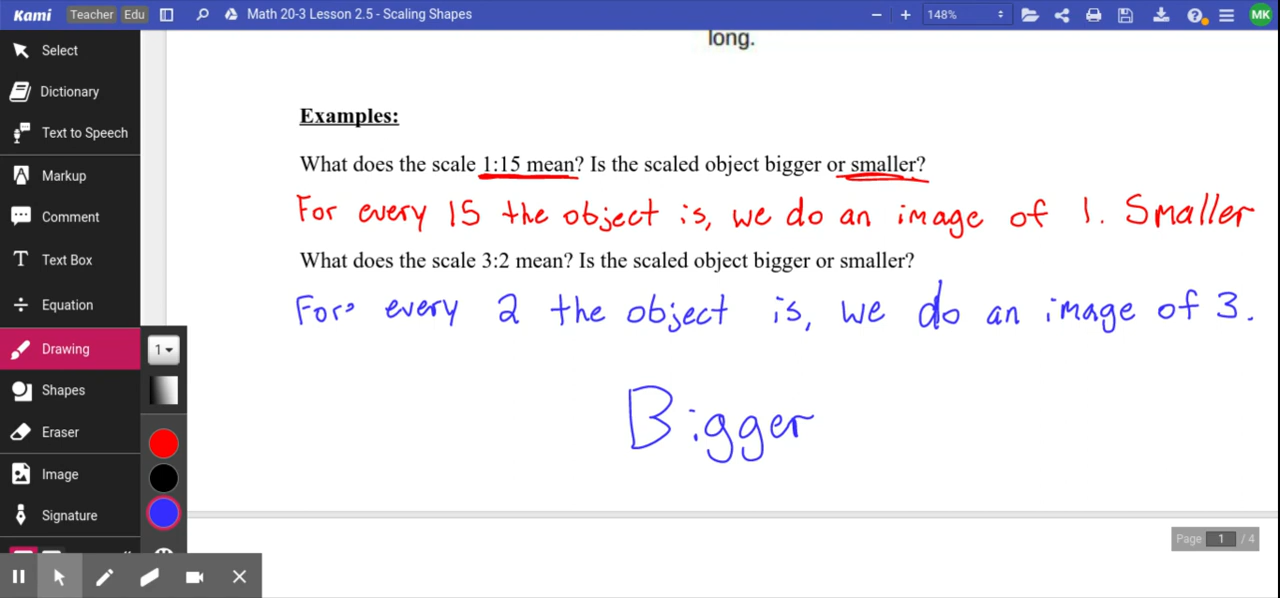 Kami Teacher Edu Math 20-3 Lesson 2.5 - Scaling Shapes 148% MK
Select
Dictionary
Text to Speech
Markup
Comment
Text Box
Equation
Drawing
1
Shapes
Eraser
Image
Signature
long.
Examples:
What does the scale 1:15 mean? Is the scaled object bigger or smaller?
For every 15 the object is, we do an image of 1. Smaller
What does the scale 3:2 mean? Is the scaled object bigger or smaller?
For every 2 the object is, we do an image of 3.
Bigger
Page 1 / 4